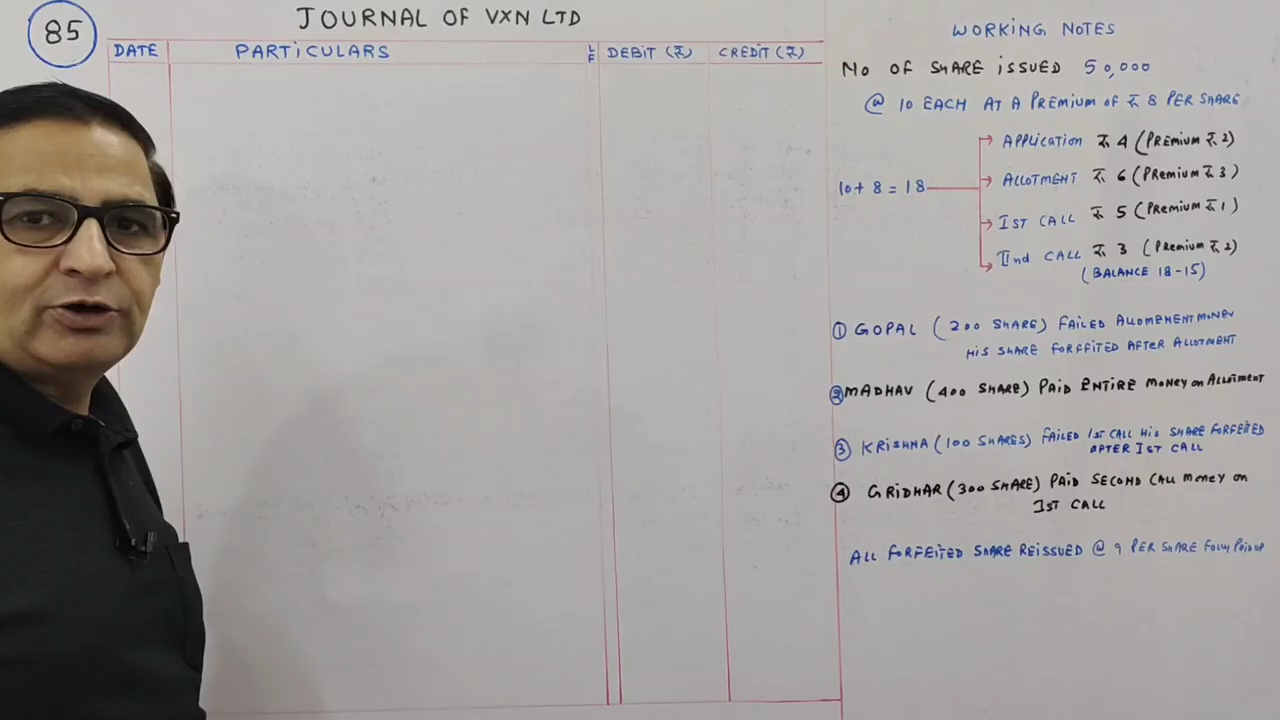 85
JOURNAL OF VXN LTD
DATE PARTICULARS LF DEBIT (₹) CREDIT (₹)
WORKING NOTES
NO OF SHARE ISSUED 50,000
@ 10 EACH AT A PREMIUM OF ₹ 8 PER SHARE
10 + 8 = 18
APPLICATION ₹ 4 (PREMIUM ₹ 2)
ALLOTMENT ₹ 6 (PREMIUM ₹ 3)
IST CALL ₹ 5 (PREMIUM ₹ 1)
IInd CALL ₹ 3 (PREMIUM ₹ 2)
(BALANCE 18-15)
① GOPAL (200 SHARE) FAILED MONEY
HIS SHARE FORFEITED AFTER ALLOTMENT
② MADHAV (400 SHARE) PAID ENTIRE MONEY ON ALLOTMENT
③ KRISHNA (100 SHARES) FAILED 1ST CALL HIS SHARE FORFEITED
AFTER IST CALL
④ GRIDHAR (300 SHARE) PAID SECOND CALL MONEY ON
IST CALL
ALL FORFEITED SHARE REISSUED @ 9 PER SHARE FULLY PAID UP